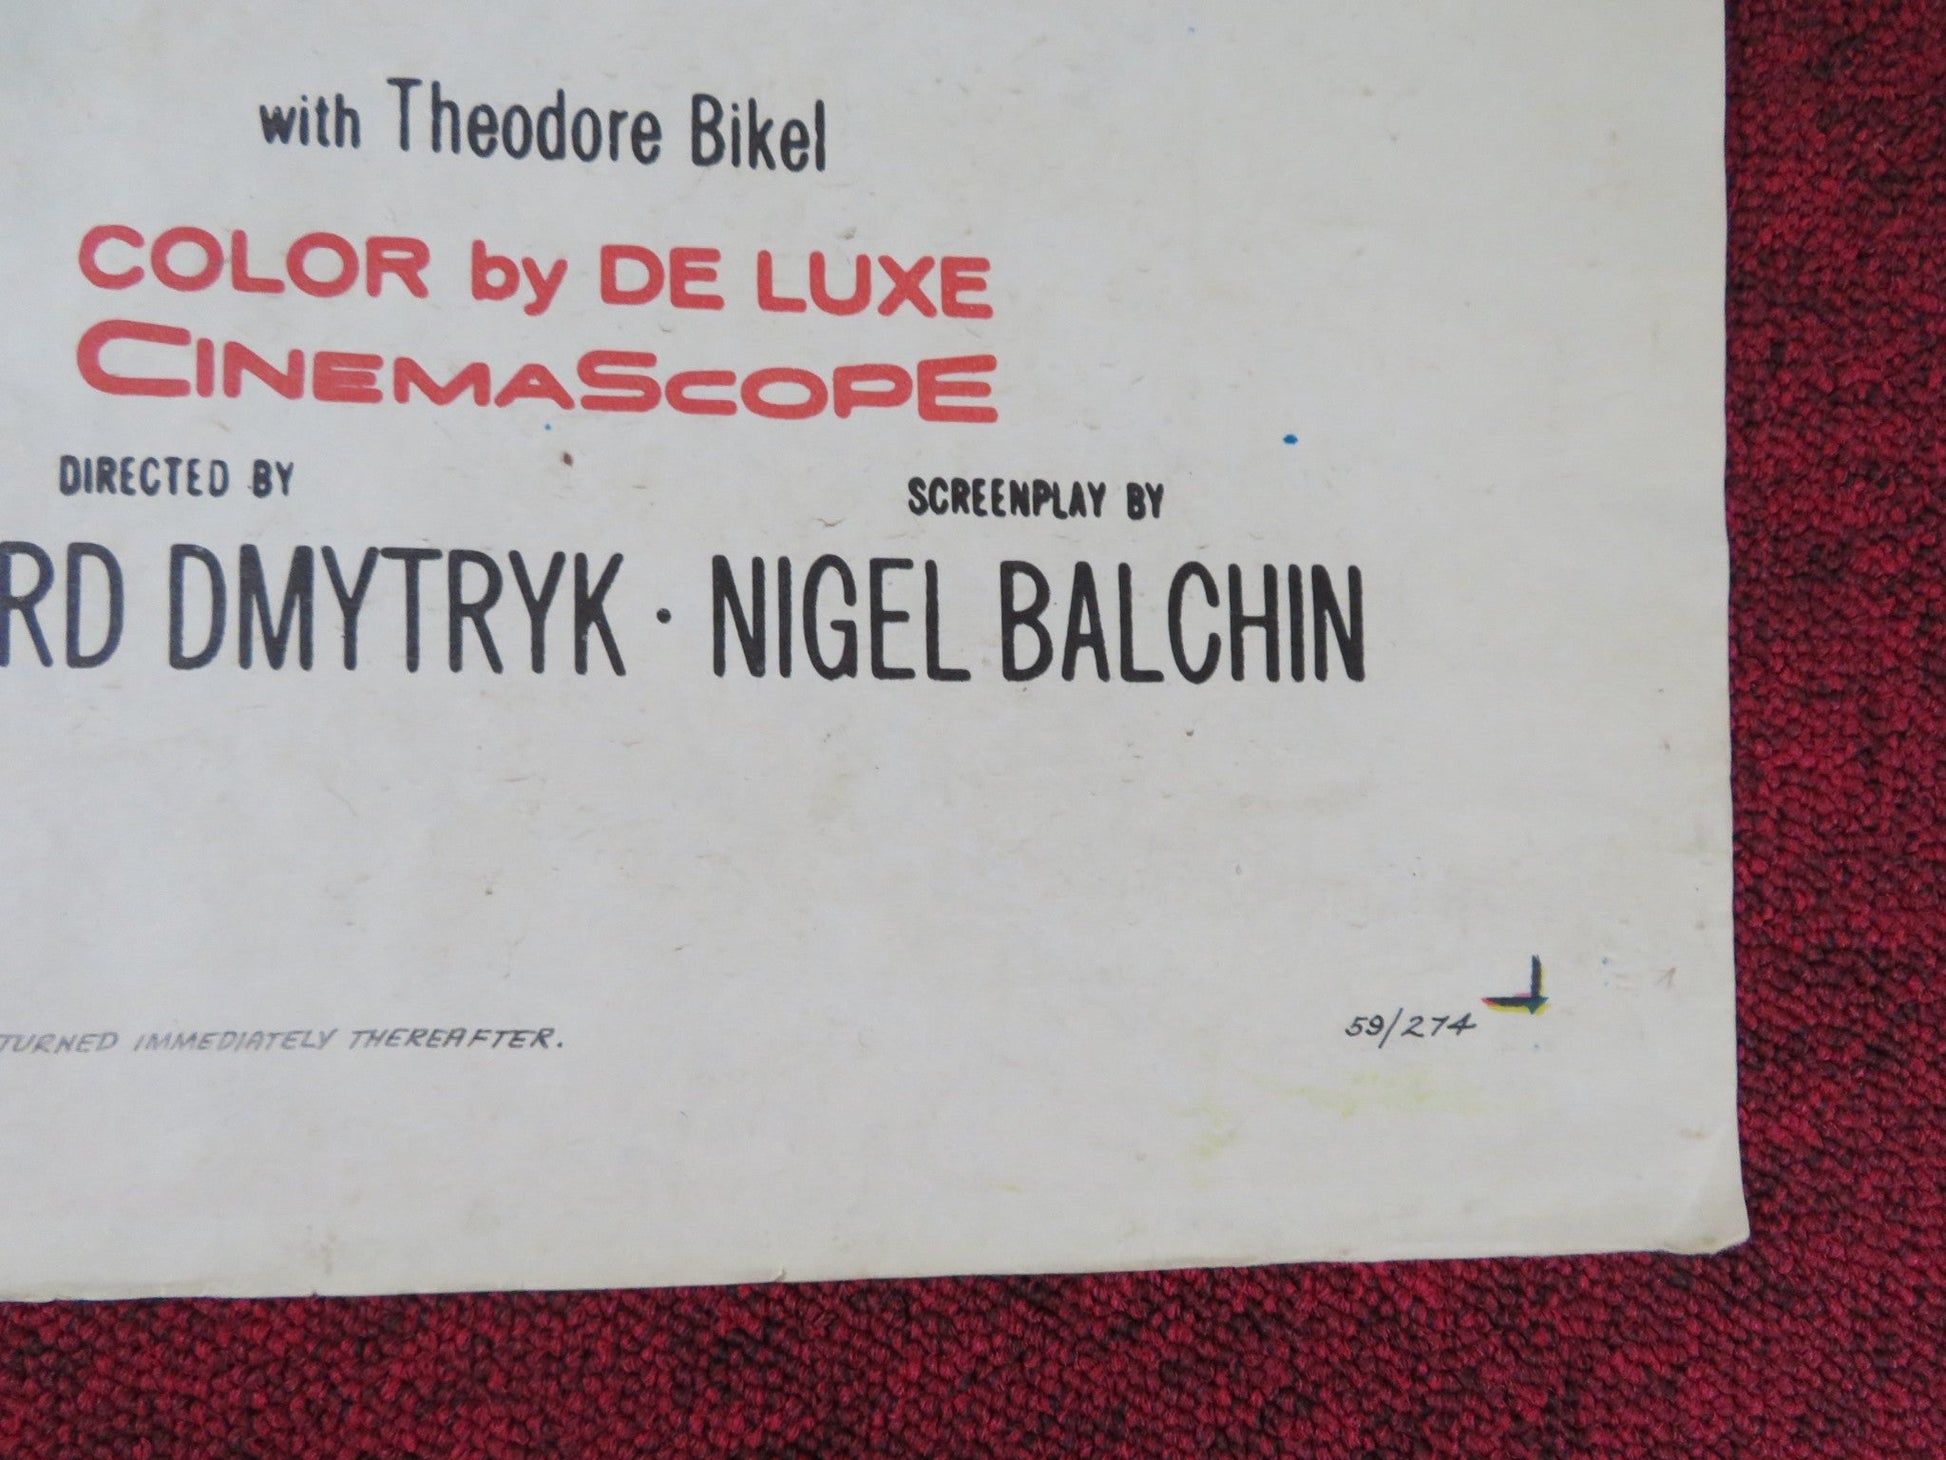 with Theodore Bikel
COLOR by DE LUXE
CINEMASCOPE
DIRECTED BY SCREENPLAY BY
RD DMYTRYK · NIGEL BALCHIN
TURNED IMMEDIATELY THEREAFTER.
59/274